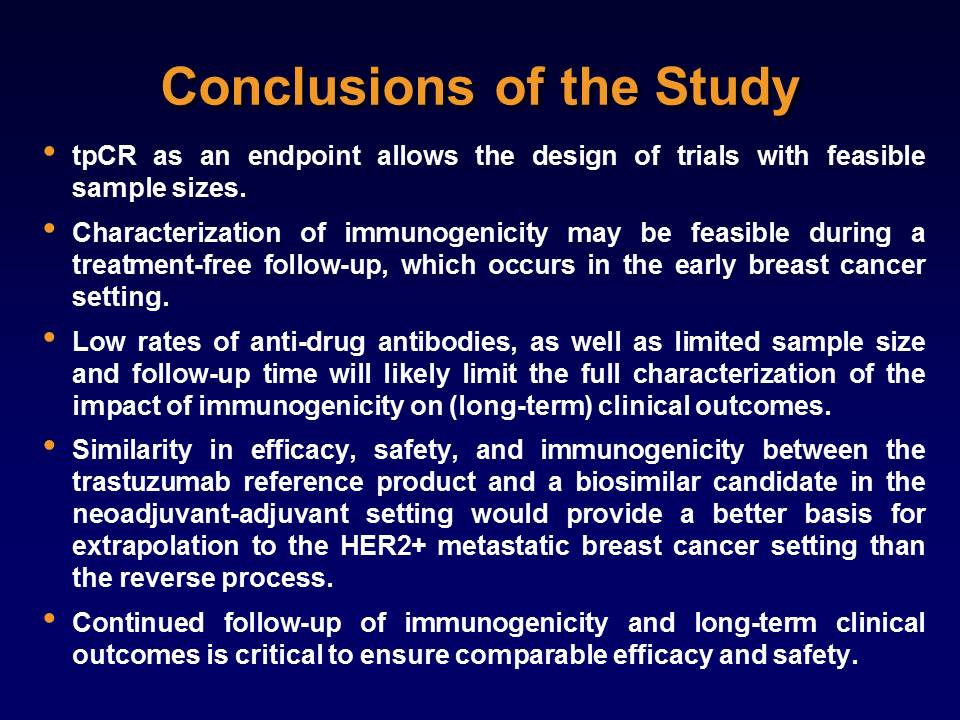 Conclusions of the Study
• tpCR as an endpoint allows the design of trials with feasible
sample sizes.
• Characterization of immunogenicity may be feasible during a
treatment-free follow-up, which occurs in the early breast cancer
setting.
• Low rates of anti-drug antibodies, as well as limited sample size
and follow-up time will likely limit the full characterization of the
impact of immunogenicity on (long-term) clinical outcomes.
• Similarity in efficacy, safety, and immunogenicity between the
trastuzumab reference product and a biosimilar candidate in the
neoadjuvant-adjuvant setting would provide a better basis for
extrapolation to the HER2+ metastatic breast cancer setting than
the reverse process.
• Continued follow-up of immunogenicity and long-term clinical
outcomes is critical to ensure comparable efficacy and safety.